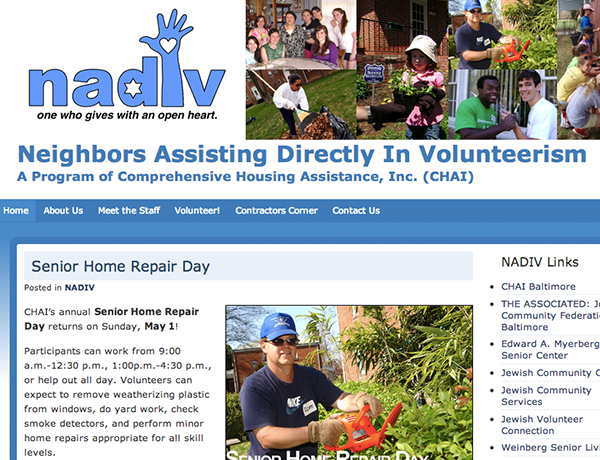 nadiv
one who gives with an open heart.
Neighbors Assisting Directly In Volunteerism
A Program of Comprehensive Housing Assistance, Inc. (CHAI)
Home About Us Meet the Staff Volunteer! Contractors Corner Contact Us
Senior Home Repair Day
Posted in NADIV
CHAI's annual Senior Home Repair
Day returns on Sunday, May 1!
Participants can work from 9:00
a.m.-12:30 p.m., 1:00p.m.-4:30 p.m.,
or help out all day. Volunteers can
expect to remove weatherizing plastic
from windows, do yard work, check
smoke detectors, and perform minor
home repairs appropriate for all skill
levels.
SENIOR HOME REPAIR DAY
NADIV Links
CHAI Baltimore
THE ASSOCIATED: Je
Community Federatio
Baltimore
Edward A. Myerberg
Senior Center
Jewish Community C
Jewish Community
Services
Jewish Volunteer
Connection
Weinberg Senior Livi